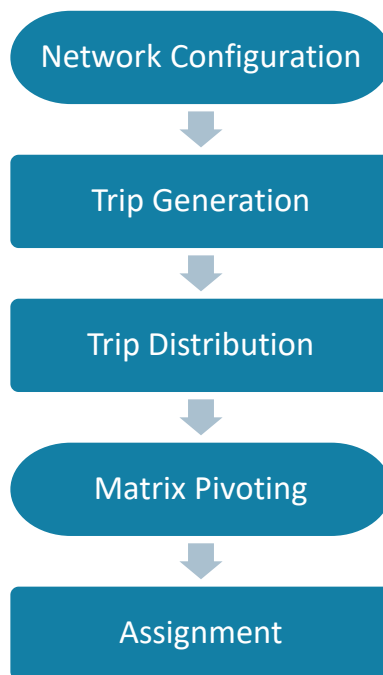 Network Configuration
Trip Generation
Trip Distribution
Matrix Pivoting
Assignment